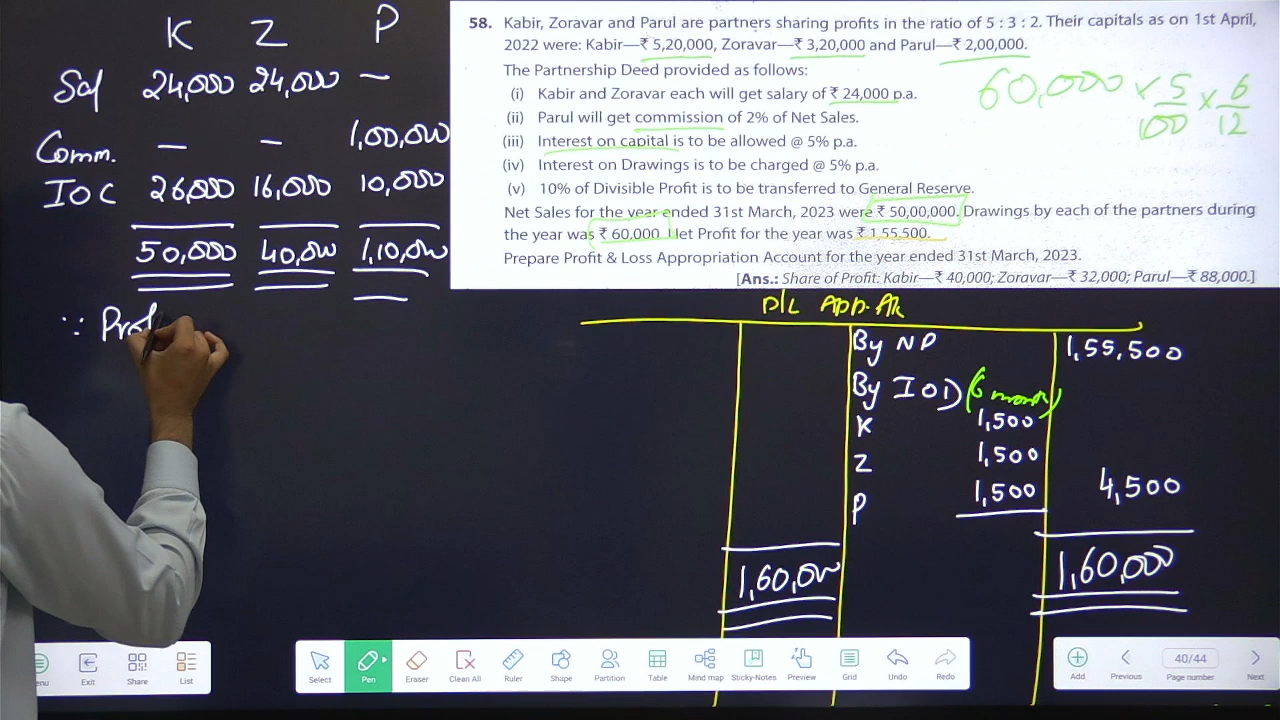 K Z P
Sal 24,000 24,000 —
Comm. — — 1,00,000
IOC 26,000 16,000 10,000
50,000 40,000 1,10,000
∵ Prof
58. Kabir, Zoravar and Parul are partners sharing profits in the ratio of 5 : 3 : 2. Their capitals as on 1st April,
2022 were: Kabir—₹ 5,20,000, Zoravar—₹ 3,20,000 and Parul—₹ 2,00,000.
The Partnership Deed provided as follows:
(i) Kabir and Zoravar each will get salary of ₹ 24,000 p.a.
(ii) Parul will get commission of 2% of Net Sales.
(iii) Interest on capital is to be allowed @ 5% p.a.
(iv) Interest on Drawings is to be charged @ 5% p.a.
(v) 10% of Divisible Profit is to be transferred to General Reserve.
Net Sales for the year ended 31st March, 2023 were ₹ 50,00,000. Drawings by each of the partners during
the year was ₹ 60,000. Net Profit for the year was ₹ 1,55,500.
Prepare Profit & Loss Appropriation Account for the year ended 31st March, 2023.
[Ans.: Share of Profit: Kabir—₹ 40,000; Zoravar—₹ 32,000; Parul—₹ 88,000.]
60,000 × 5/100 × 6/12
P/L App. A/c
By NP 1,55,500
By IOD (6 month)
K 1,500
Z 1,500
P 1,500 4,500
1,60,000 1,60,000
Exit Share List
Select Pen Eraser Clean All Ruler Shape Partition Table Mind map Sticky-Notes Preview Grid Undo Redo
Add Previous 40/44 Page number Next